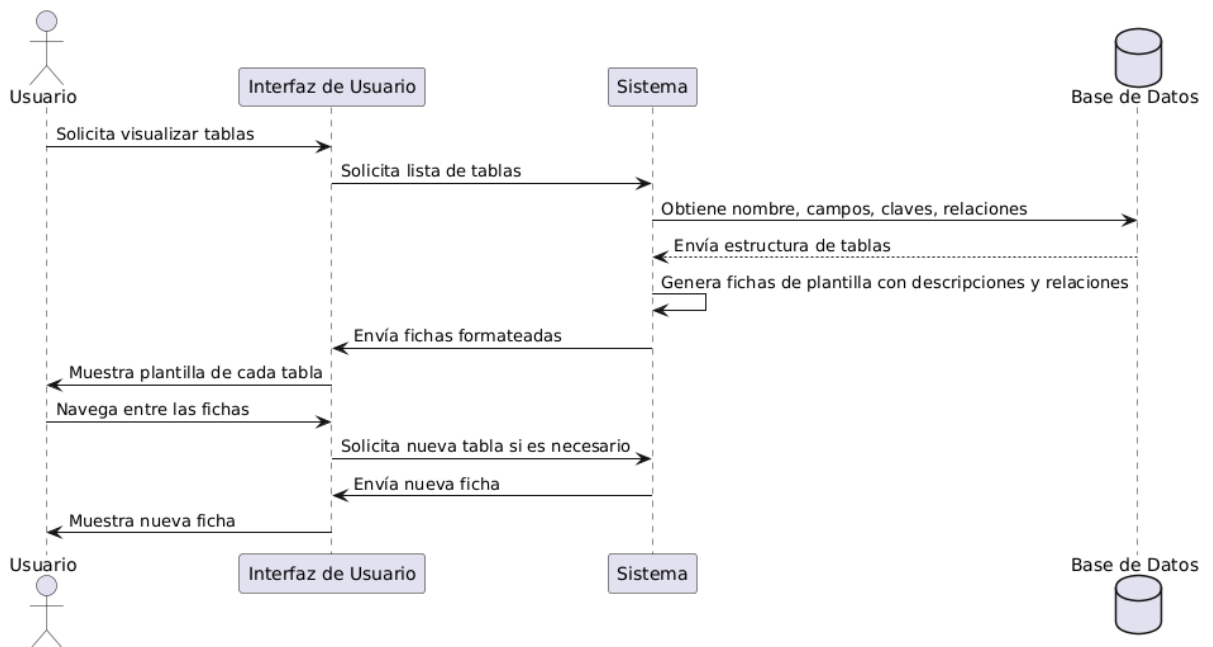 Usuario
Interfaz de Usuario
Sistema
Base de Datos
Solicita visualizar tablas
Solicita lista de tablas
Obtiene nombre, campos, claves, relaciones
Envía estructura de tablas
Genera fichas de plantilla con descripciones y relaciones
Envía fichas formateadas
Muestra plantilla de cada tabla
Navega entre las fichas
Solicita nueva tabla si es necesario
Envía nueva ficha
Muestra nueva ficha
Usuario
Interfaz de Usuario
Sistema
Base de Datos